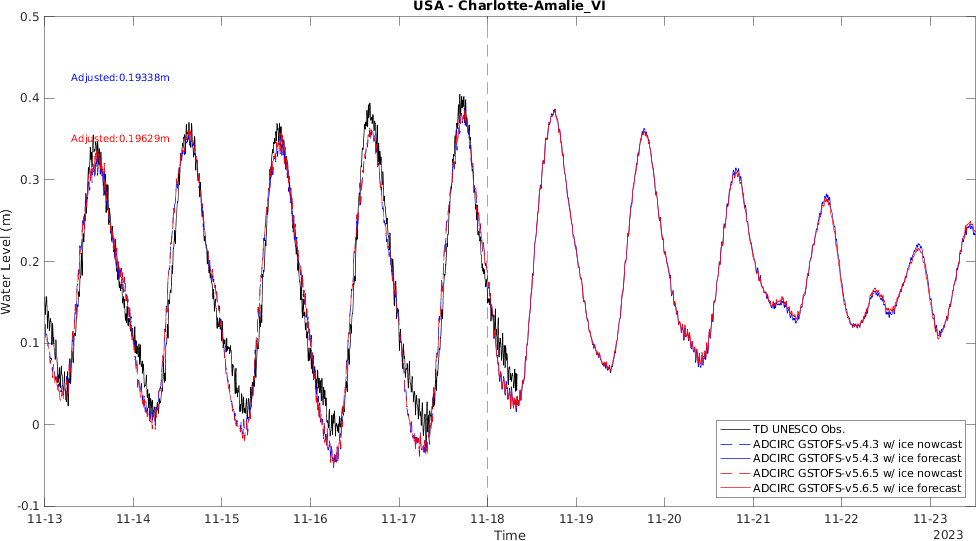 USA - Charlotte-Amalie_VI
0.5
0.4
0.3
0.2
0.1
0
-0.1
Water Level (m)
Adjusted:0.19338m
Adjusted:0.19629m
TD UNESCO Obs.
ADCIRC GSTOFS-v5.4.3 w/ ice nowcast
ADCIRC GSTOFS-v5.4.3 w/ ice forecast
ADCIRC GSTOFS-v5.6.5 w/ ice nowcast
ADCIRC GSTOFS-v5.6.5 w/ ice forecast
11-13 11-14 11-15 11-16 11-17 11-18 11-19 11-20 11-21 11-22 11-23
Time
2023